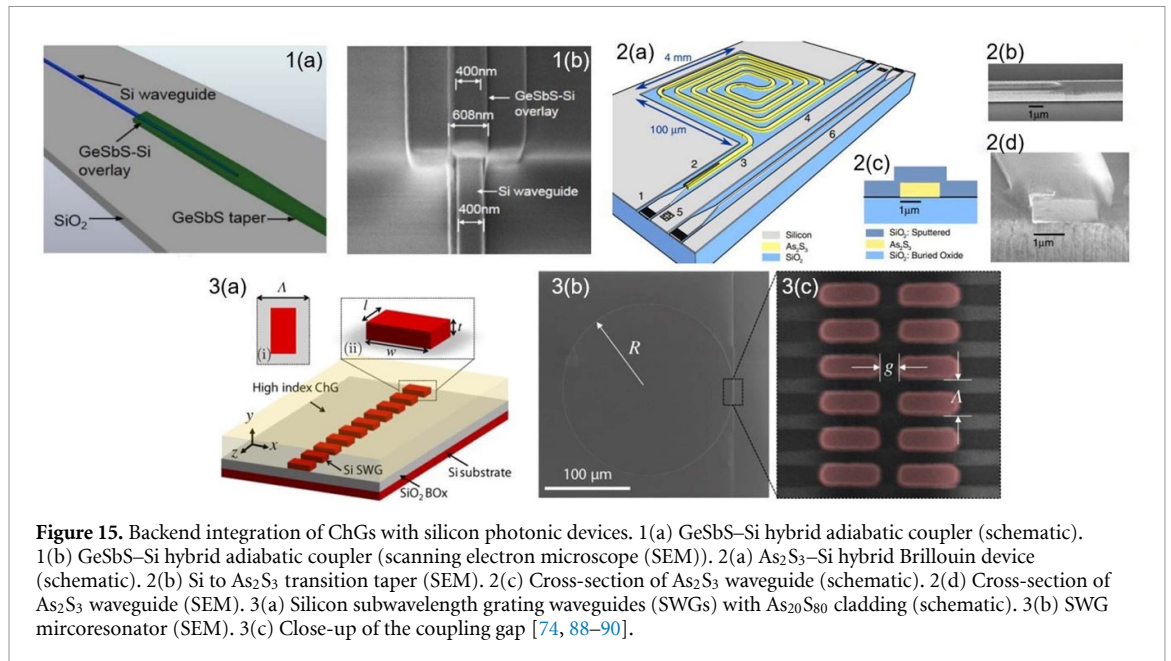 1(a)
Si waveguide
GeSbS-Si
overlay
SiO2
GeSbS taper
1(b)
400nm
GeSbS-Si
overlay
608nm
Si waveguide
400nm
2(a)
4 mm
100 μm
1
2
3
4
5
6
Silicon
As2S3
SiO2
2(b)
1μm
2(c)
1μm
SiO2: Sputtered
As2S3
SiO2: Buried Oxide
2(d)
1μm
3(a)
Λ
(i)
l
t
w
(ii)
High index ChG
y
x
z
Si SWG
SiO2 BOx
Si substrate
3(b)
R
100 μm
3(c)
g
Λ
Figure 15. Backend integration of ChGs with silicon photonic devices. 1(a) GeSbS–Si hybrid adiabatic coupler (schematic).
1(b) GeSbS–Si hybrid adiabatic coupler (scanning electron microscope (SEM)). 2(a) As2S3–Si hybrid Brillouin device
(schematic). 2(b) Si to As2S3 transition taper (SEM). 2(c) Cross-section of As2S3 waveguide (schematic). 2(d) Cross-section of
As2S3 waveguide (SEM). 3(a) Silicon subwavelength grating waveguides (SWGs) with As20S80 cladding (schematic). 3(b) SWG
mircoresonator (SEM). 3(c) Close-up of the coupling gap [74, 88–90].